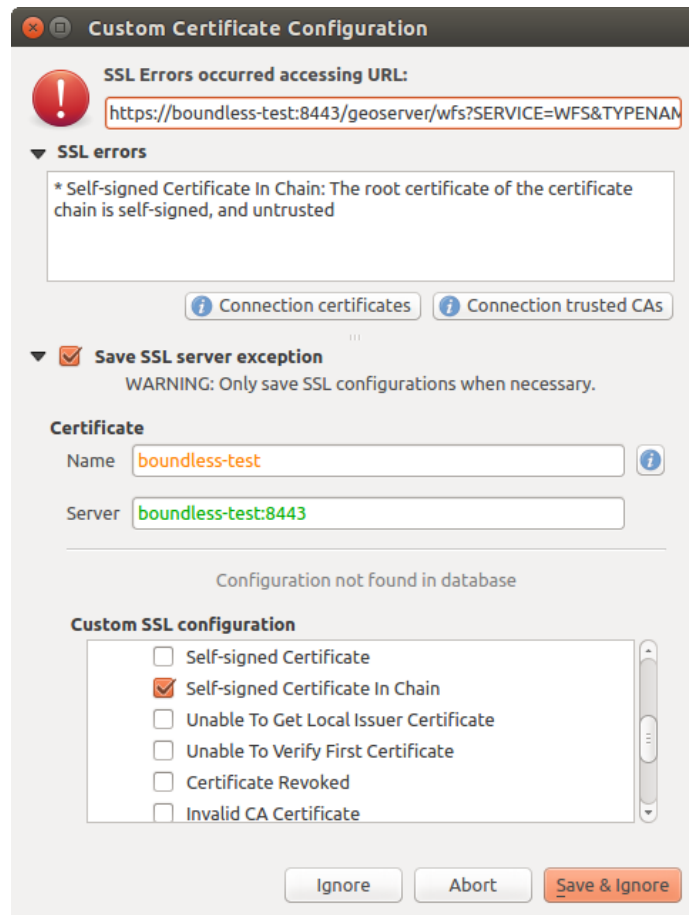 Custom Certificate Configuration
SSL Errors occurred accessing URL:
https://boundless-test:8443/geoserver/wfs?SERVICE=WFS&TYPENAM
SSL errors
* Self-signed Certificate In Chain: The root certificate of the certificate
chain is self-signed, and untrusted
Connection certificates
Connection trusted CAs
Save SSL server exception
WARNING: Only save SSL configurations when necessary.
Certificate
Name boundless-test
Server boundless-test:8443
Configuration not found in database
Custom SSL configuration
Self-signed Certificate
Self-signed Certificate In Chain
Unable To Get Local Issuer Certificate
Unable To Verify First Certificate
Certificate Revoked
Invalid CA Certificate
Ignore
Abort
Save & Ignore